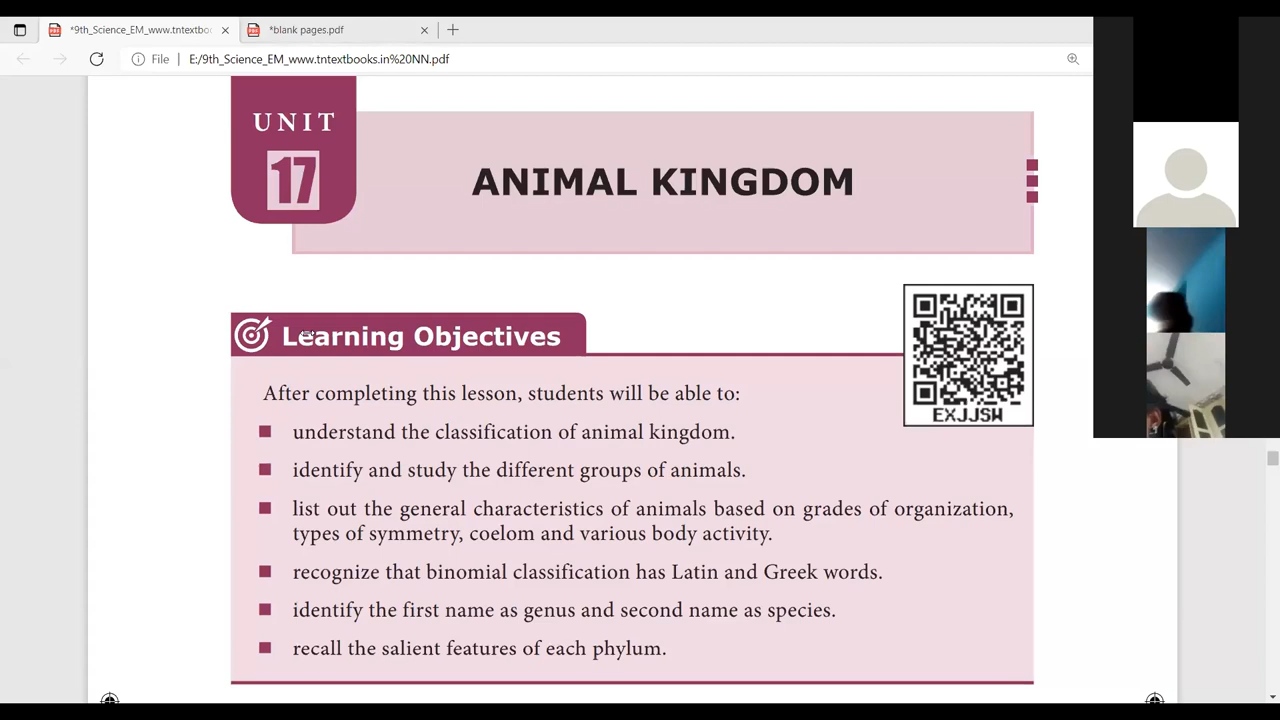 *9th_Science_EM_www.tntextboo
*blank pages.pdf
File
E:/9th_Science_EM_www.tntextbooks.in%20NN.pdf
UNIT
17
ANIMAL KINGDOM
Learning Objectives
EXJJSW
After completing this lesson, students will be able to:
understand the classification of animal kingdom.
identify and study the different groups of animals.
list out the general characteristics of animals based on grades of organization,
types of symmetry, coelom and various body activity.
recognize that binomial classification has Latin and Greek words.
identify the first name as genus and second name as species.
recall the salient features of each phylum.